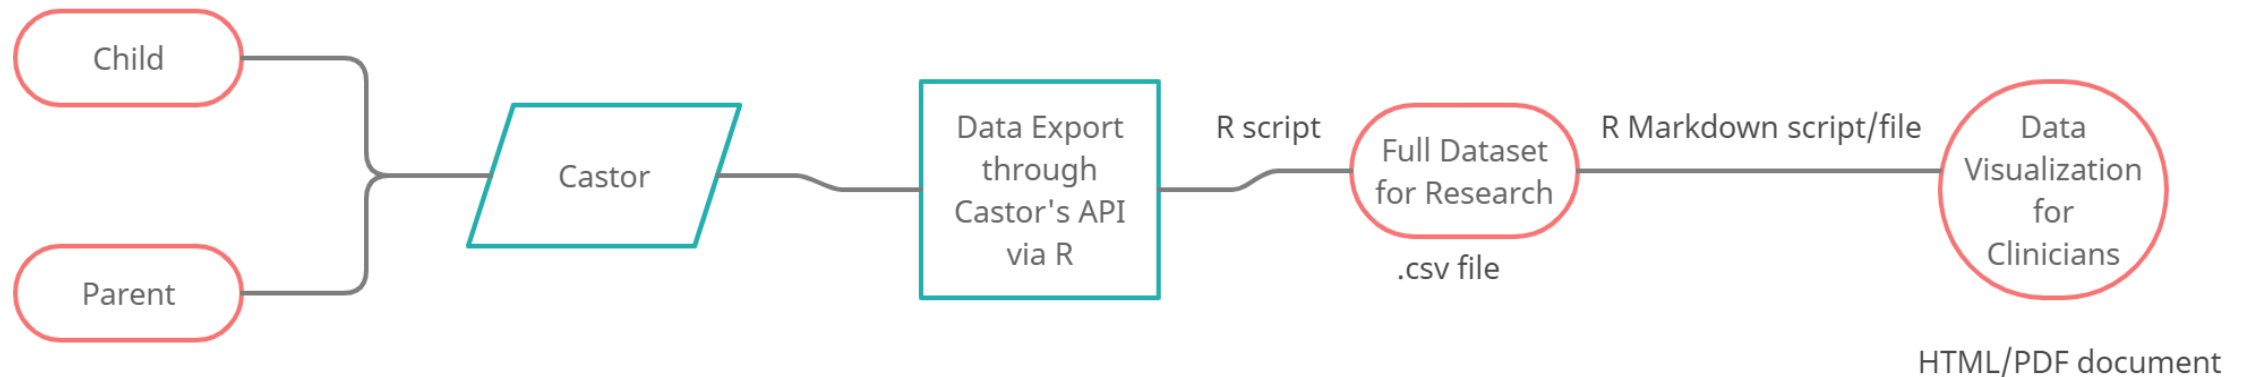 Child
Parent
Castor
Data Export
through
Castor's API
via R
R script
Full Dataset
for Research
.csv file
R Markdown script/file
Data
Visualization
for
Clinicians
HTML/PDF document